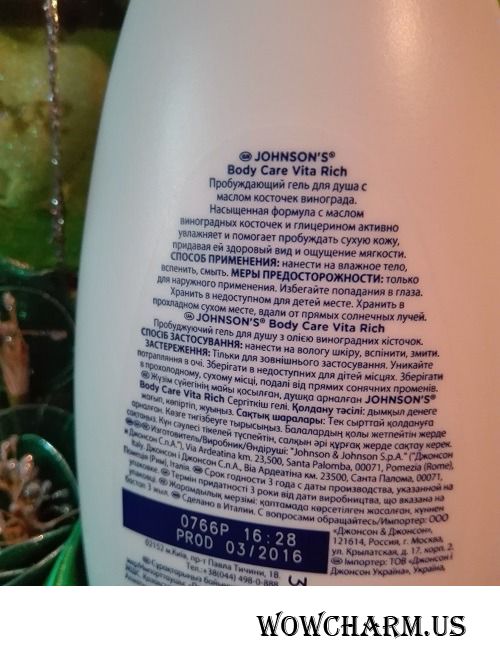 JOHNSON'S®
Body Care Vita Rich
Пробуждающий гель для душа с
маслом косточек винограда.
Насыщенная формула с маслом
виноградных косточек и глицерином активно
увлажняет и помогает пробуждать сухую кожу,
придавая ей здоровый вид и ощущение мягкости.
СПОСОБ ПРИМЕНЕНИЯ: нанести на влажное тело,
вспенить, смыть. МЕРЫ ПРЕДОСТОРОЖНОСТИ: только
для наружного применения. Избегайте попадания в глаза.
Хранить в недоступном для детей месте. Хранить в
прохладном сухом месте, вдали от прямых солнечных лучей.
JOHNSON'S® Body Care Vita Rich
Пробуджуючий гель для душу з олією виноградних кісточок.
СПОСІБ ЗАСТОСУВАННЯ: нанести на вологу шкіру, вспінити, змити.
ЗАСТЕРЕЖЕННЯ: Тільки для зовнішнього застосування. Уникайте
потрапляння в очі. Зберігати в недоступних для дітей місцях. Зберігати
в прохолодному, сухому місці, подалі від прямих сонячних променів.
Жүзім сүйегінің майы қосылған, душқа арналған JOHNSON'S®
Body Care Vita Rich Сергіткіш гелі. Қолдану тәсілі: дымқыл денеге
жағып, көпіртіп, жуыңыз. Сақтық шаралары: Тек сырттай қолдануға
арналған. Көзге тигізбеуге тырысыңыз. Балалардың қолы жетпейтін жерде
сақтаңыз. Күн сәулесі тікелей түспейтін, салқын әрі құрғақ жерде сақтау керек.
Изготовитель/Виробник/Өндіруші: "Johnson & Johnson S.p.A." ("Джонсон
и Джонсон С.п.А"), Via Ardeatina km. 23,500, Santa Palomba, 00071, Pomezia (Rome),
Italy, Джонсон і Джонсон С.п.А., Віа Ардеатіна км. 23500, Санта Палома, 00071,
Помеція (Рим), Італія. Срок годности 3 года с даты производства, указанной на
упаковке. Термін придатності 3 роки від дати виробництва, що вказана на
упаковці. Жарамдылық мерзімі: қаптамада көрсетілген жасалған күннен
бастап 3 жыл. Сделано в Италии. С вопросами обращайтесь/Импортер: ООО
«Джонсон & Джонсон»,
121614, Россия, г. Москва,
ул. Крылатская, д. 17, корп. 2.
Імпортер: ТОВ «Джонсон і
Джонсон Україна», Україна,
0766P 16:28
PROD 03/2016
02152 м.Київ, пр-т Павла Тичини, 1В.
Тел.:+38(044) 498-0-888
WOWCHARM.US